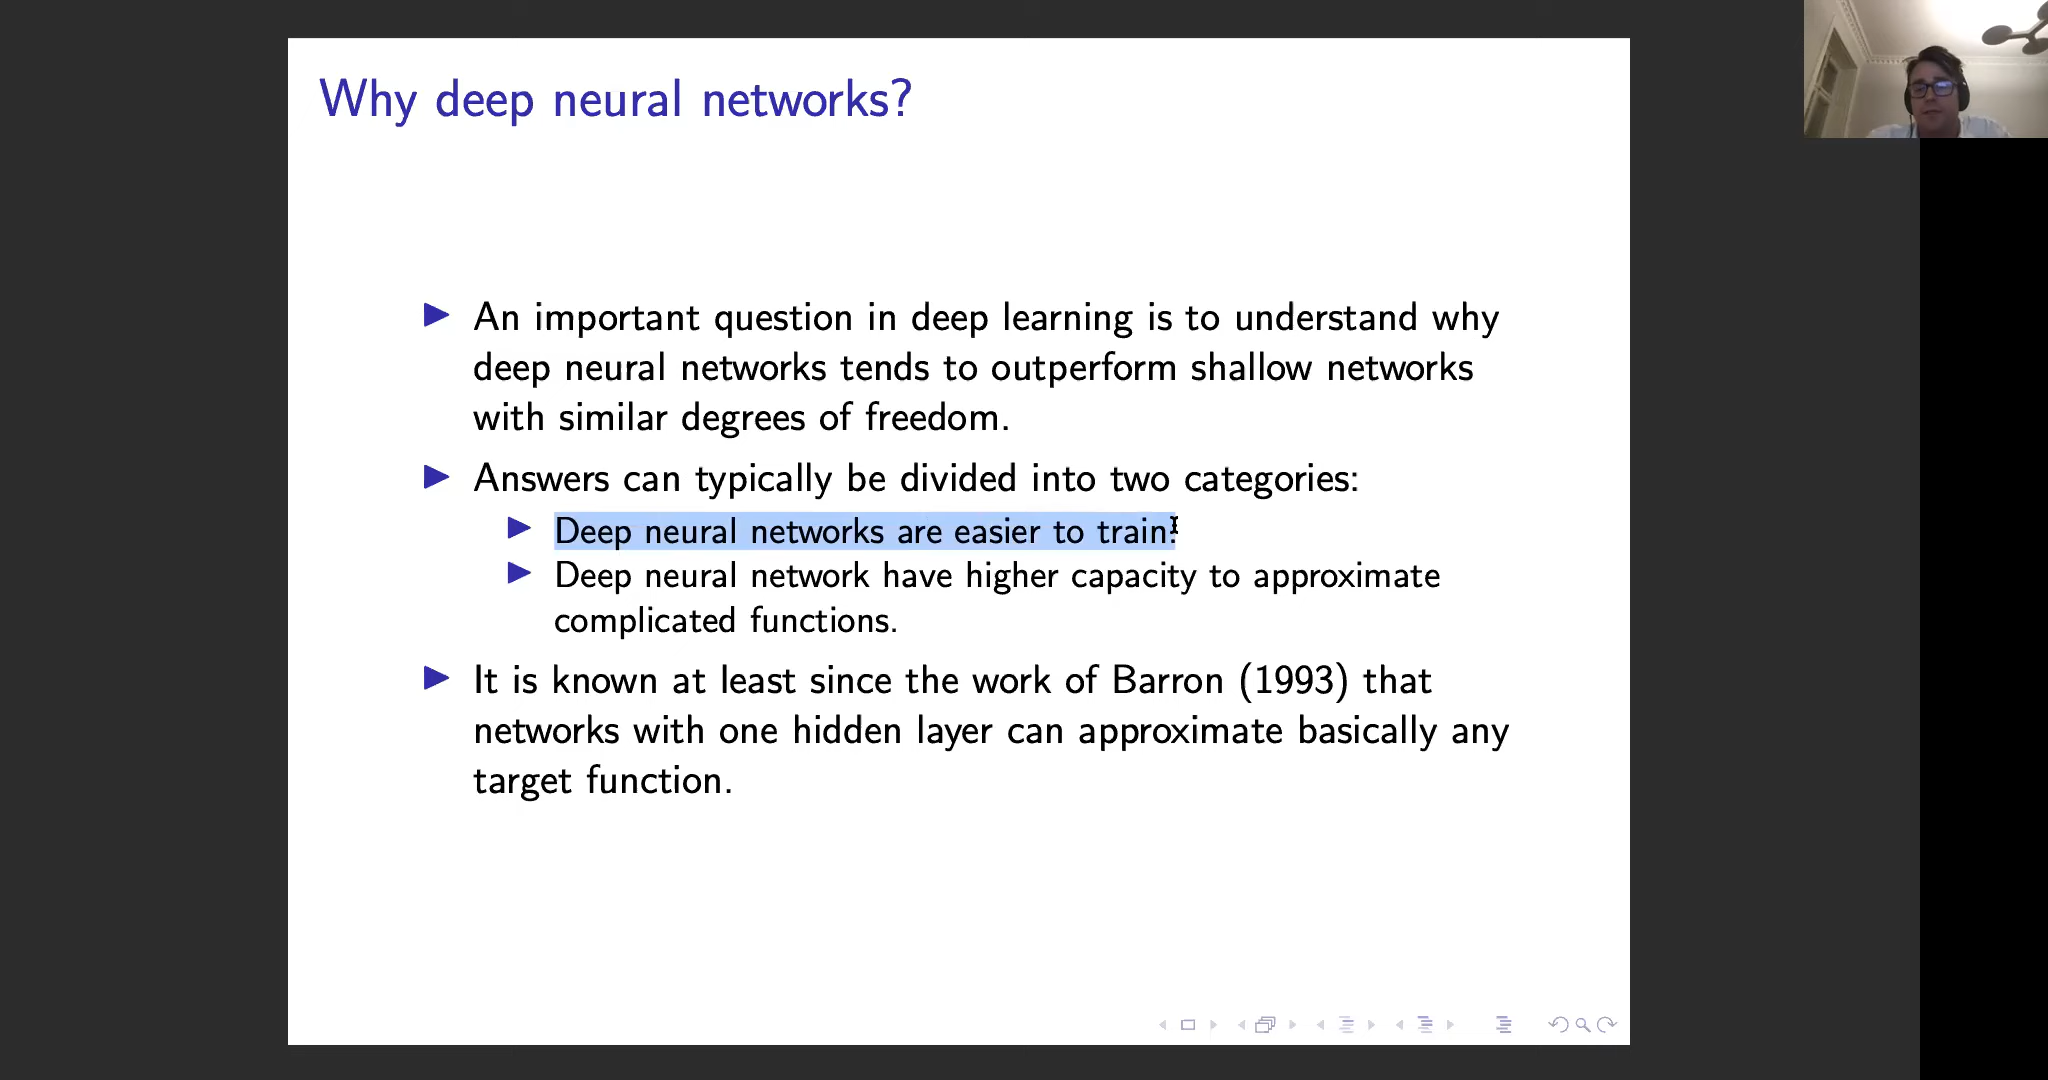 Why deep neural networks?
An important question in deep learning is to understand why
deep neural networks tends to outperform shallow networks
with similar degrees of freedom.
Answers can typically be divided into two categories:
Deep neural networks are easier to train.
Deep neural network have higher capacity to approximate
complicated functions.
It is known at least since the work of Barron (1993) that
networks with one hidden layer can approximate basically any
target function.